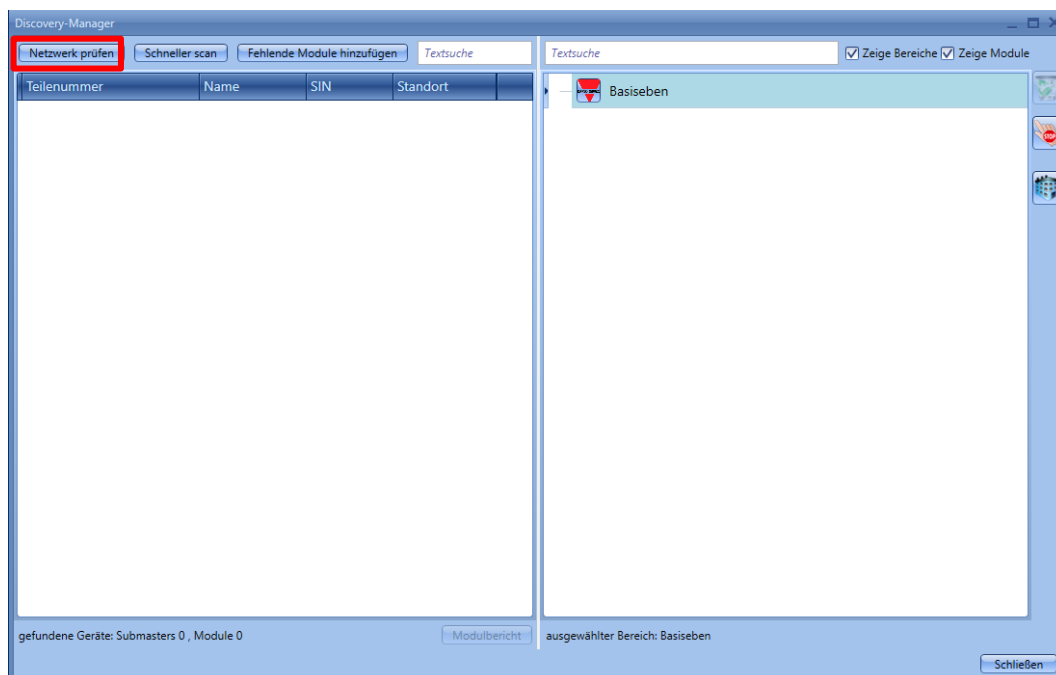 Discovery-Manager
Netzwerk prüfen Schneller scan Fehlende Module hinzufügen Textsuche
Textsuche Zeige Bereiche Zeige Module
Teilenummer Name SIN Standort
Basiseben
gefundene Geräte: Submasters 0 , Module 0 Modulbericht
ausgewählter Bereich: Basiseben
Schließen